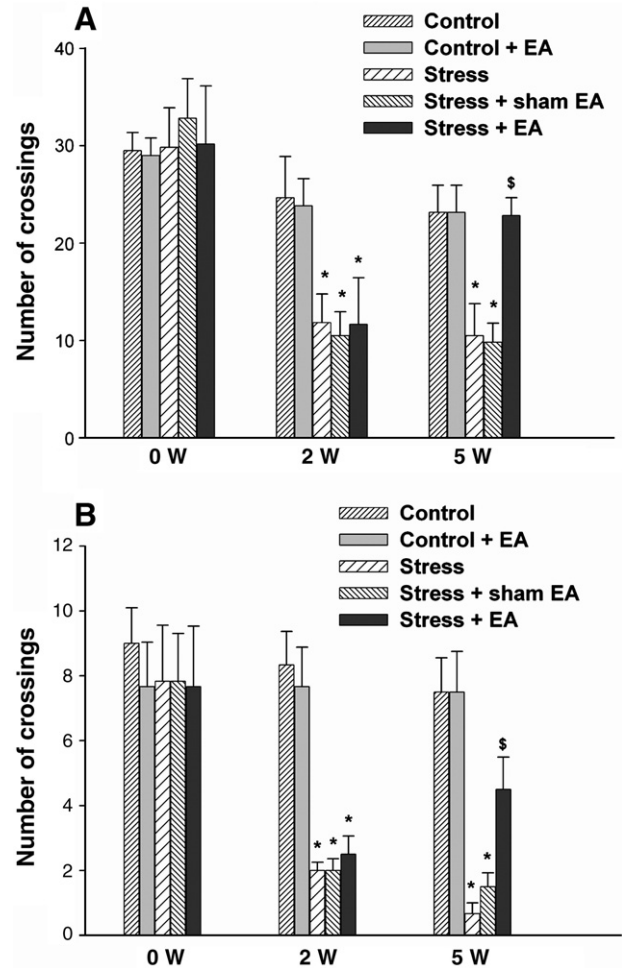 A
Control
Control + EA
Stress
Stress + sham EA
Stress + EA
Number of crossings
40
30
20
10
0
* * *
* * $
0 W 2 W 5 W
B
Control
Control + EA
Stress
Stress + sham EA
Stress + EA
Number of crossings
12
10
8
6
4
2
0
* * *
* * $
0 W 2 W 5 W